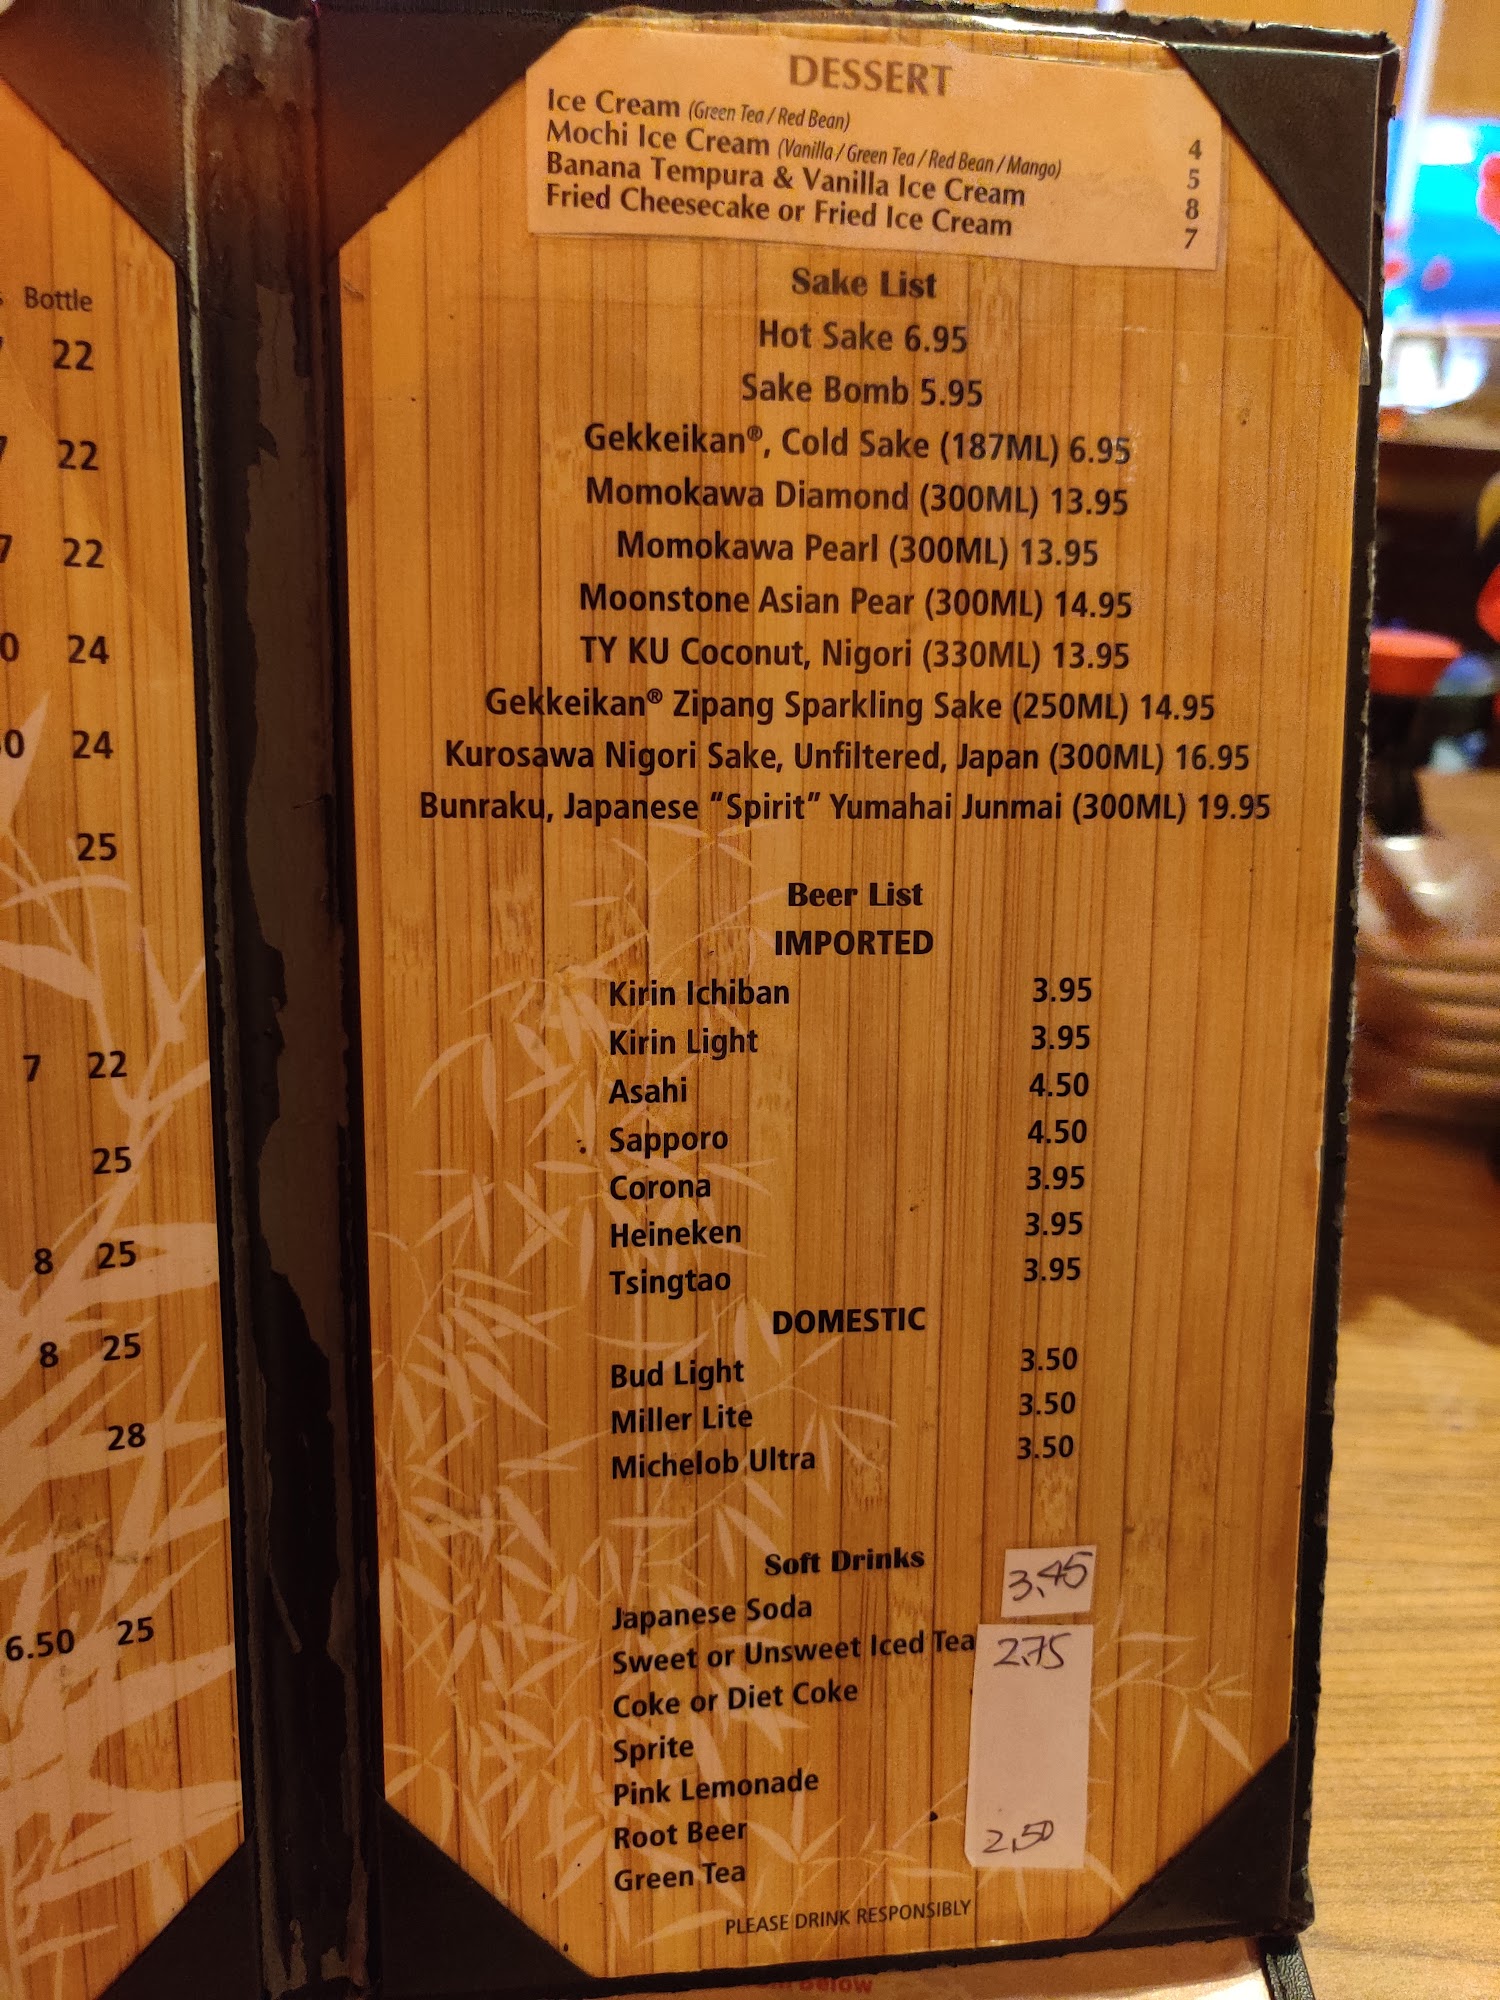 Bottle
22
22
7 22
24
24
25
7 22
25
8 25
8 25
28
6.50 25
DESSERT
Ice Cream (Green Tea / Red Bean) 4
Mochi Ice Cream (Vanilla / Green Tea / Red Bean / Mango) 5
Banana Tempura & Vanilla Ice Cream 8
Fried Cheesecake or Fried Ice Cream 7
Sake List
Hot Sake 6.95
Sake Bomb 5.95
Gekkeikan®, Cold Sake (187ML) 6.95
Momokawa Diamond (300ML) 13.95
Momokawa Pearl (300ML) 13.95
Moonstone Asian Pear (300ML) 14.95
TY KU Coconut, Nigori (330ML) 13.95
Gekkeikan® Zipang Sparkling Sake (250ML) 14.95
Kurosawa Nigori Sake, Unfiltered, Japan (300ML) 16.95
Bunraku, Japanese "Spirit" Yumahai Junmai (300ML) 19.95
Beer List
IMPORTED
Kirin Ichiban 3.95
Kirin Light 3.95
Asahi 4.50
Sapporo 4.50
Corona 3.95
Heineken 3.95
Tsingtao 3.95
DOMESTIC
Bud Light 3.50
Miller Lite 3.50
Michelob Ultra 3.50
Soft Drinks
Japanese Soda 3.45
Sweet or Unsweet Iced Tea 2.75
Coke or Diet Coke
Sprite
Pink Lemonade
Root Beer
Green Tea 2.50
PLEASE DRINK RESPONSIBLY
Below